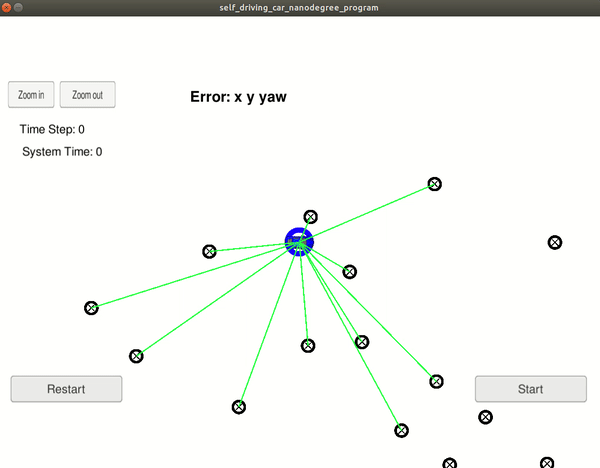 self_driving_car_nanodegree_program
Zoom in
Zoom out
Error: x y yaw
Time Step: 0
System Time: 0
Restart
Start